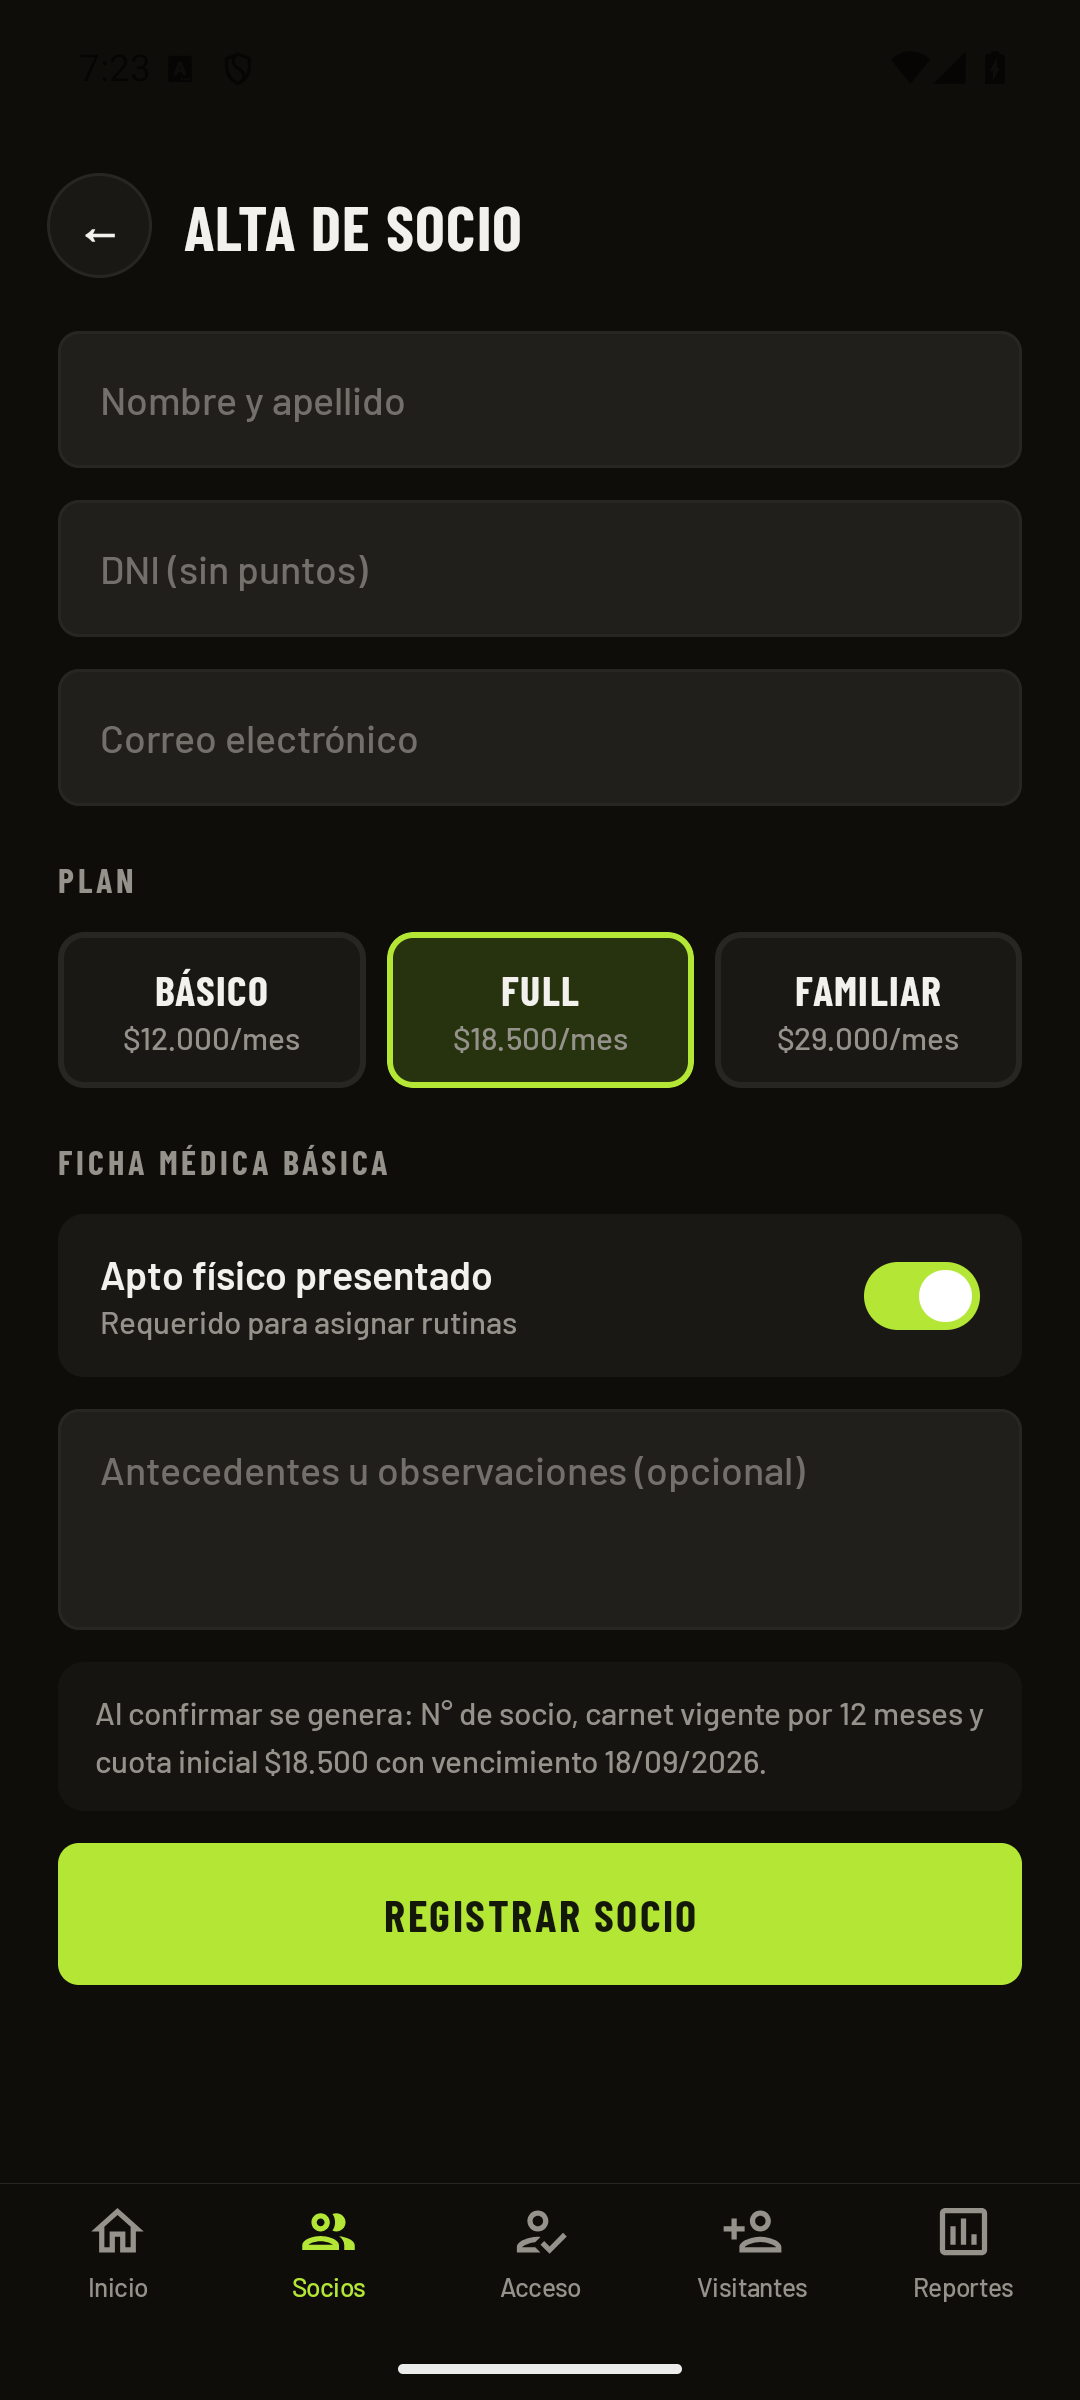 7:23
ALTA DE SOCIO
Nombre y apellido
DNI (sin puntos)
Correo electrónico
PLAN
BÁSICO
$12.000/mes
FULL
$18.500/mes
FAMILIAR
$29.000/mes
FICHA MÉDICA BÁSICA
Apto físico presentado
Requerido para asignar rutinas
Antecedentes u observaciones (opcional)
Al confirmar se genera: N° de socio, carnet vigente por 12 meses y
cuota inicial $18.500 con vencimiento 18/09/2026.
REGISTRAR SOCIO
Inicio
Socios
Acceso
Visitantes
Reportes